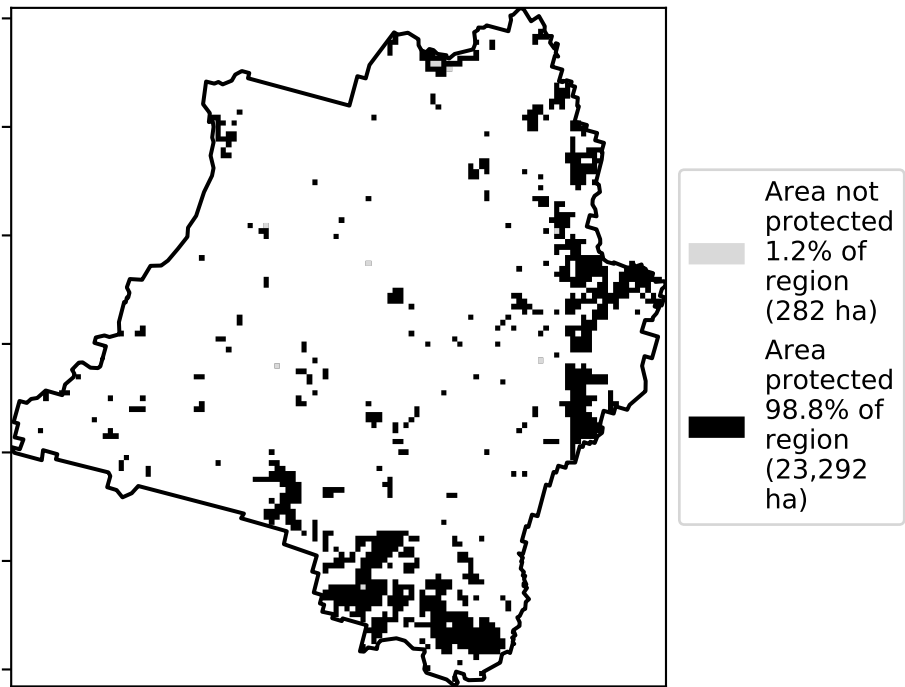 Area not
protected
1.2% of
region
(282 ha)
Area
protected
98.8% of
region
(23,292
ha)